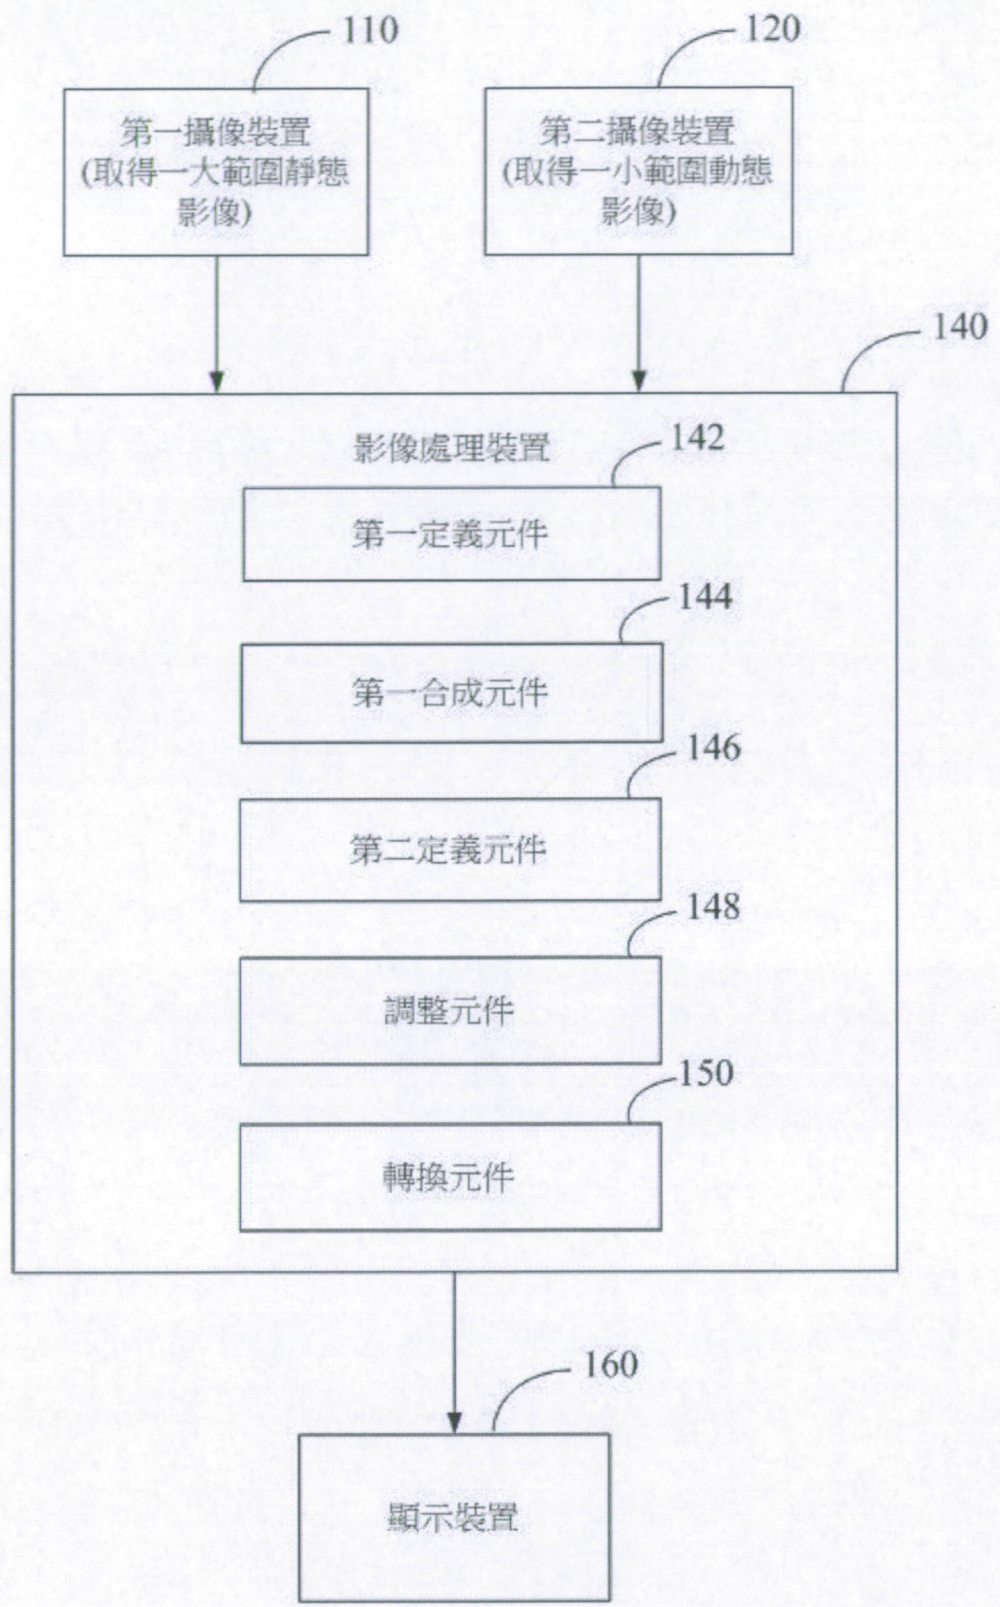 110
第一攝像裝置
(取得一大範圍靜態
影像)
120
第二攝像裝置
(取得一小範圍動態
影像)
140
影像處理裝置
142
第一定義元件
144
第一合成元件
146
第二定義元件
148
調整元件
150
轉換元件
160
顯示裝置